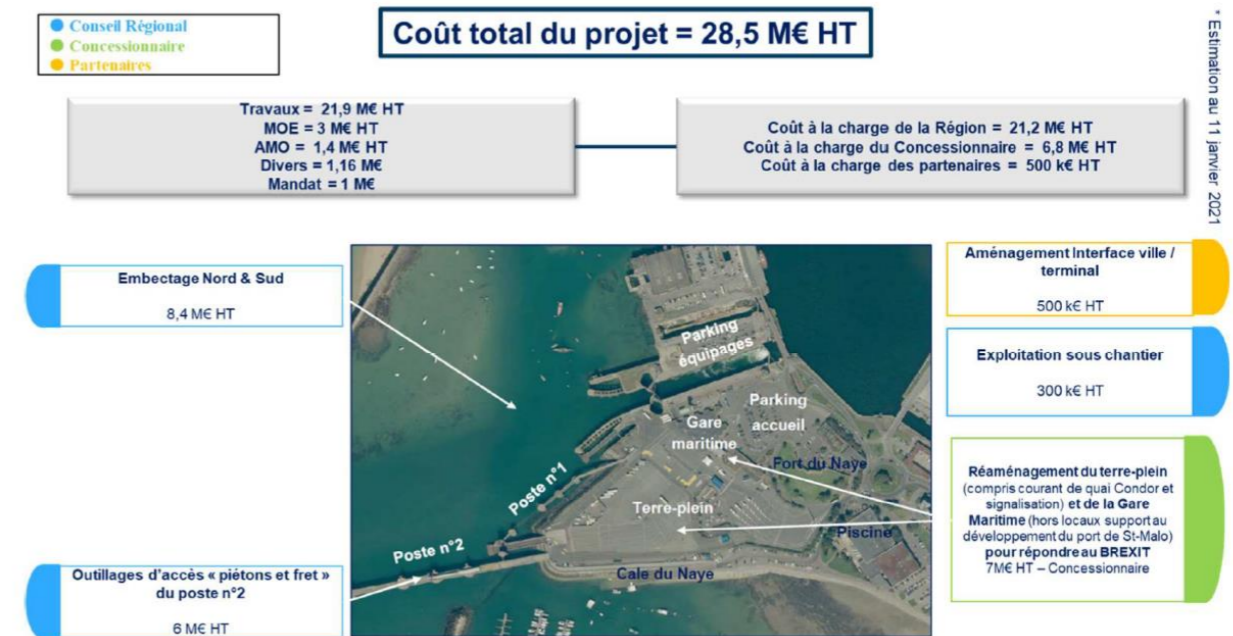 Conseil Régional
Concessionnaire
Partenaires
Coût total du projet = 28,5 M€ HT
* Estimation au 11 janvier 2021
Travaux = 21,9 M€ HT
MOE = 3 M€ HT
AMO = 1,4 M€ HT
Divers = 1,16 M€
Mandat = 1 M€
Coût à la charge de la Région = 21,2 M€ HT
Coût à la charge du Concessionnaire = 6,8 M€ HT
Coût à la charge des partenaires = 500 k€ HT
Embectage Nord & Sud
8,4 M€ HT
Outillages d'accès « piétons et fret »
du poste n°2
6 M€ HT
Parking
équipages
Parking
accueil
Gare
maritime
Fort du Naye
Poste n°1
Terre-plein
Piscine
Poste n°2
Cale du Naye
Aménagement Interface ville /
terminal
500 k€ HT
Exploitation sous chantier
300 k€ HT
Réaménagement du terre-plein
(compris courant de quai Condor et
signalisation) et de la Gare
Maritime (hors locaux support au
développement du port de St-Malo)
pour répondre au BREXIT
7M€ HT – Concessionnaire